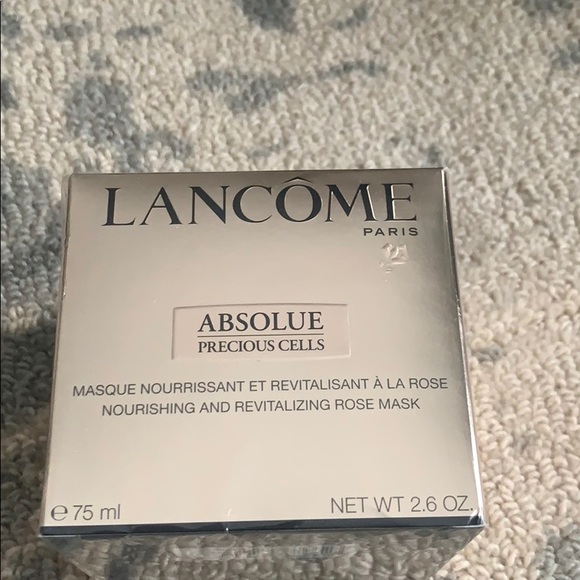 LANCÔME
PARIS
ABSOLUE
PRECIOUS CELLS
MASQUE NOURRISSANT ET REVITALISANT À LA ROSE
NOURISHING AND REVITALIZING ROSE MASK
e 75 ml
NET WT 2.6 OZ.